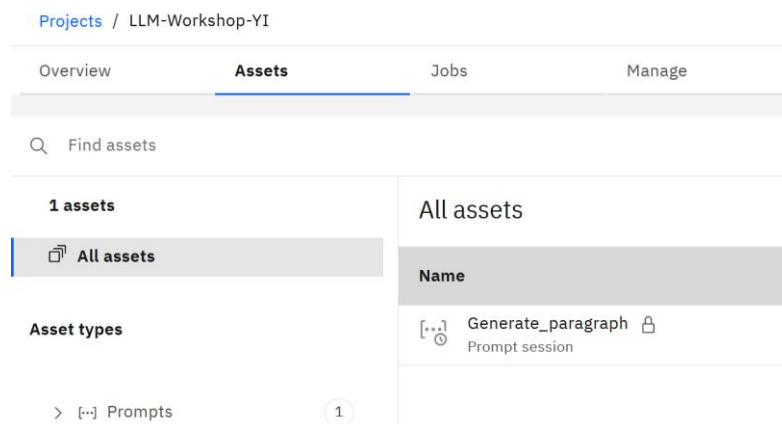 Projects / LLM-Workshop-YI
Overview Assets Jobs Manage
Find assets
1 assets
All assets
Asset types
Prompts 1
All assets
Name
Generate_paragraph
Prompt session